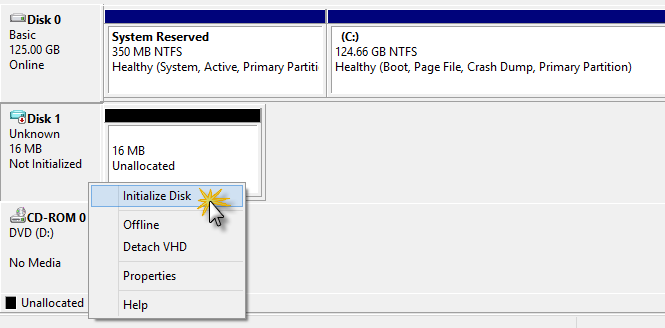 Disk 0
Basic
125.00 GB
Online
System Reserved
350 MB NTFS
Healthy (System, Active, Primary Partiti
(C:)
124.66 GB NTFS
Healthy (Boot, Page File, Crash Dump, Primary Partition)
Disk 1
Unknown
16 MB
Not Initialized
16 MB
Unallocated
Initialize Disk
Offline
Detach VHD
Properties
Help
CD-ROM 0
DVD (D:)
No Media
Unallocated